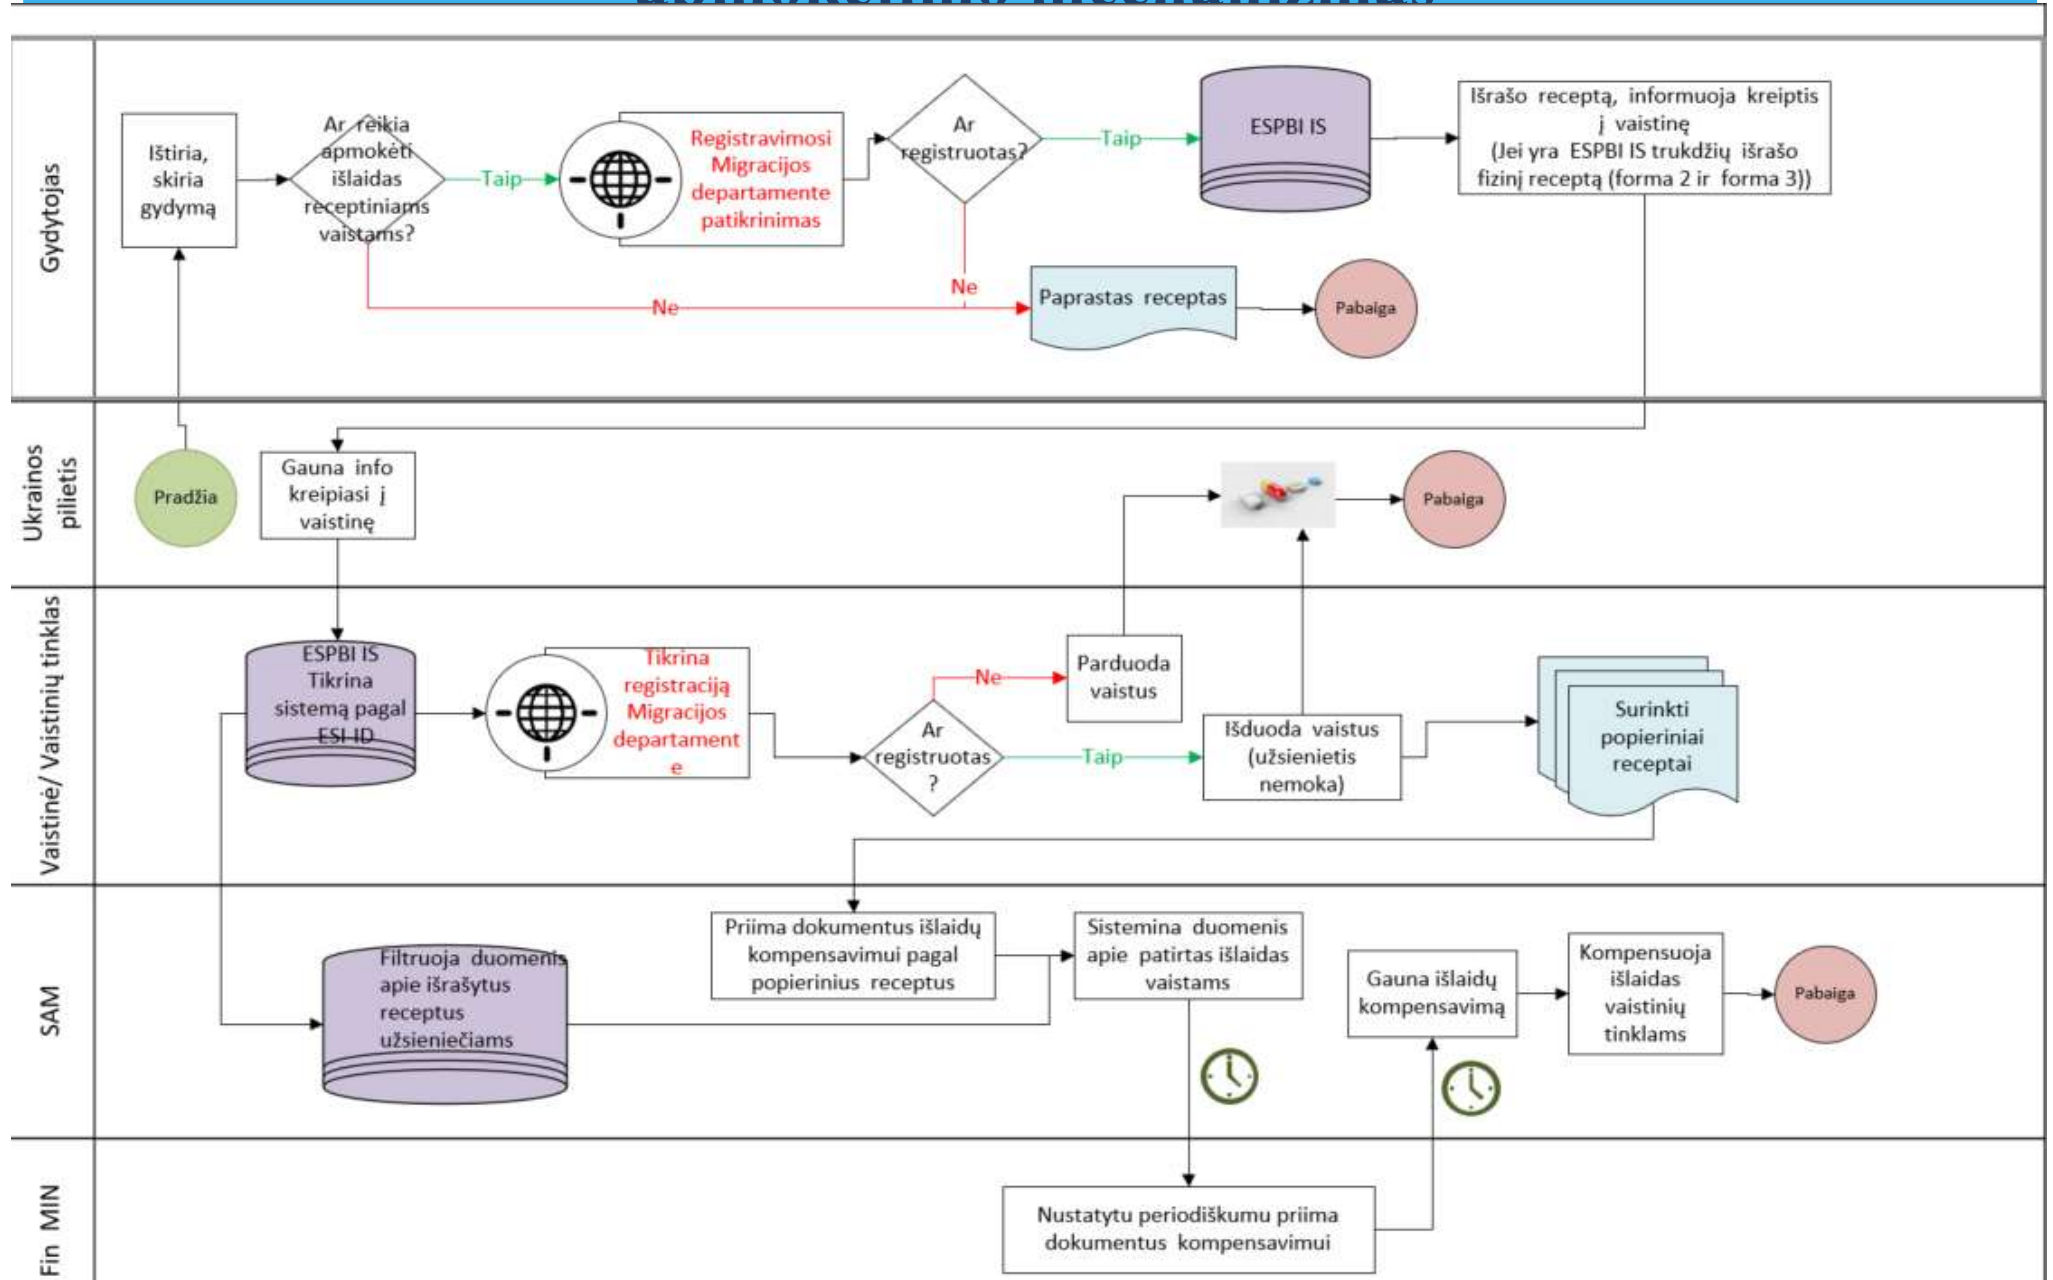 Gydytojas
Ištiria,
skiria
gydymą
Ar reikia
apmokėti
išlaidas
receptiniams
vaistams?
Taip
Registravimosi
Migracijos
departamente
patikrinimas
Ar
registruotas?
Taip
ESPBI IS
Išrašo receptą, informuoja kreiptis
į vaistinę
(Jei yra ESPBI IS trukdžių išrašo
fizinį receptą (forma 2 ir forma 3))
Ne
Ne
Paprastas receptas
Pabaiga
Ukrainos
pilietis
Pradžia
Gauna info
kreipiasi į
vaistinę
Pabaiga
Vaistinė/ Vaistinių tinklas
ESPBI IS
Tikrina
sistemą pagal
ESI ID
Tikrina
registraciją
Migracijos
departament
e
Ar
registruotas
?
Ne
Parduoda
vaistus
Taip
Išduoda vaistus
(užsienietis
nemoka)
Surinkti
popieriniai
receptai
SAM
Filtruoja duomenis
apie išrašytus
receptus
užsieniečiams
Priima dokumentus išlaidų
kompensavimui pagal
popierinius receptus
Sistemina duomenis
apie patirtas išlaidas
vaistams
Gauna išlaidų
kompensavimą
Kompensuoja
išlaidas
vaistinių
tinklams
Pabaiga
Fin MIN
Nustatytu periodiškumu priima
dokumentus kompensavimui